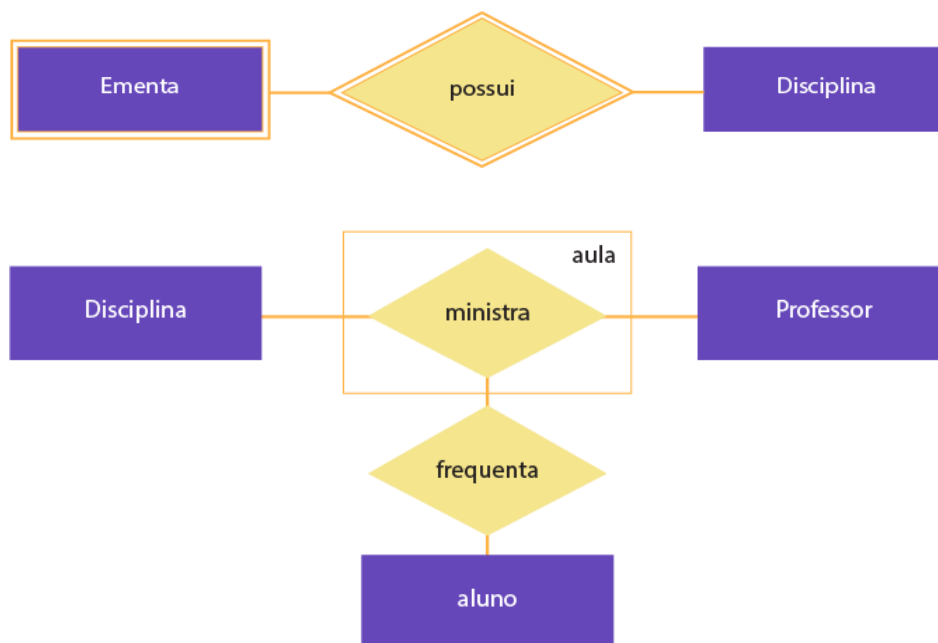 Ementa
possui
Disciplina
aula
Disciplina
ministra
Professor
frequenta
aluno